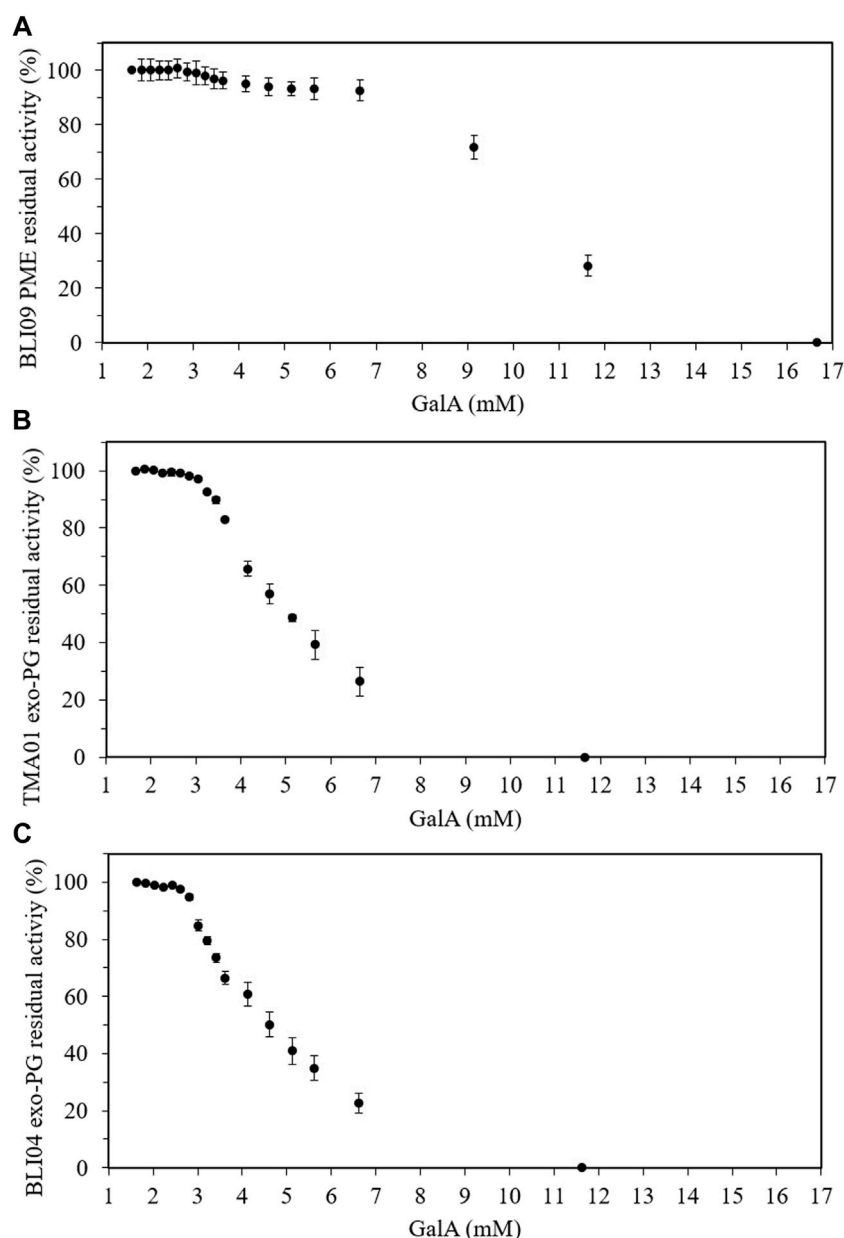 A
BLI09 PME residual activity (%)
100
80
60
40
20
0
1 2 3 4 5 6 7 8 9 10 11 12 13 14 15 16 17
GalA (mM)
B
TMA01 exo-PG residual activity (%)
100
80
60
40
20
0
1 2 3 4 5 6 7 8 9 10 11 12 13 14 15 16 17
GalA (mM)
C
BLI04 exo-PG residual activiy (%)
100
80
60
40
20
0
1 2 3 4 5 6 7 8 9 10 11 12 13 14 15 16 17
GalA (mM)